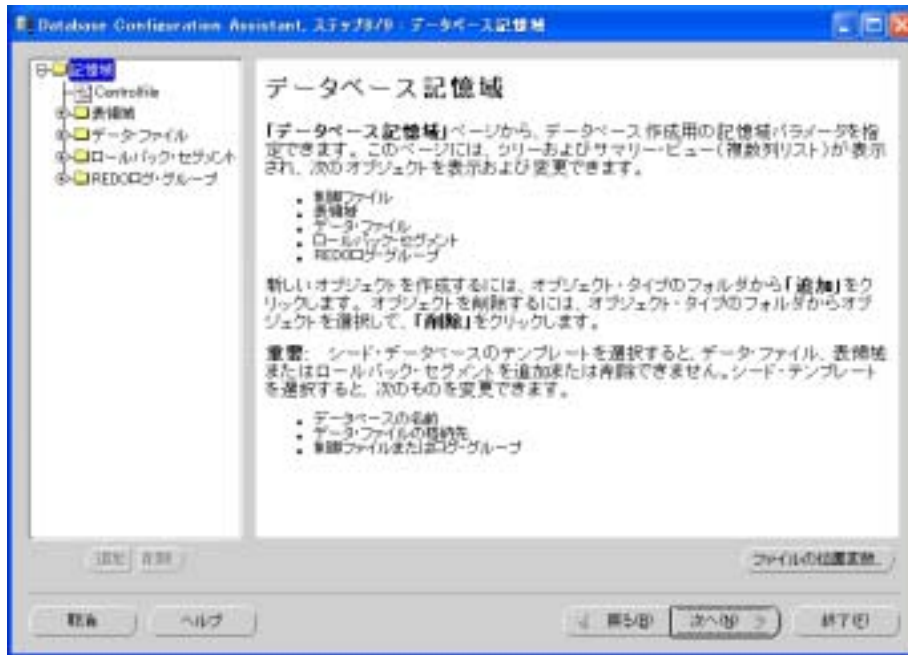 Database Configuration Assistant, ステップ8/9 : データベース記憶域
記憶域
Controlfile
表領域
データ・ファイル
ロールバック・セグメント
REDOログ・グループ
データベース記憶域
「データベース記憶域」ページから、データベース作成用の記憶域パラメータを指
定できます。このページには、ツリーおよびサマリー・ビュー(複数列リスト)が表示
され、次のオブジェクトを表示および変更できます。
制御ファイル
表領域
データ・ファイル
ロールバック・セグメント
REDOログ・グループ
新しいオブジェクトを作成するには、オブジェクト・タイプのフォルダから「追加」をク
リックします。オブジェクトを削除するには、オブジェクト・タイプのフォルダからオブ
ジェクトを選択して、「削除」をクリックします。
重要: シード・データベースのテンプレートを選択すると、データ・ファイル、表領域
またはロールバック・セグメントを追加または削除できません。シード・テンプレート
を選択すると、次のものを変更できます。
データベースの名前
データ・ファイルの格納先
制御ファイルまたはログ・グループ
追加 削除
ファイルの位置変数...
取消 ヘルプ 戻る(B) 次へ(N) 終了(F)